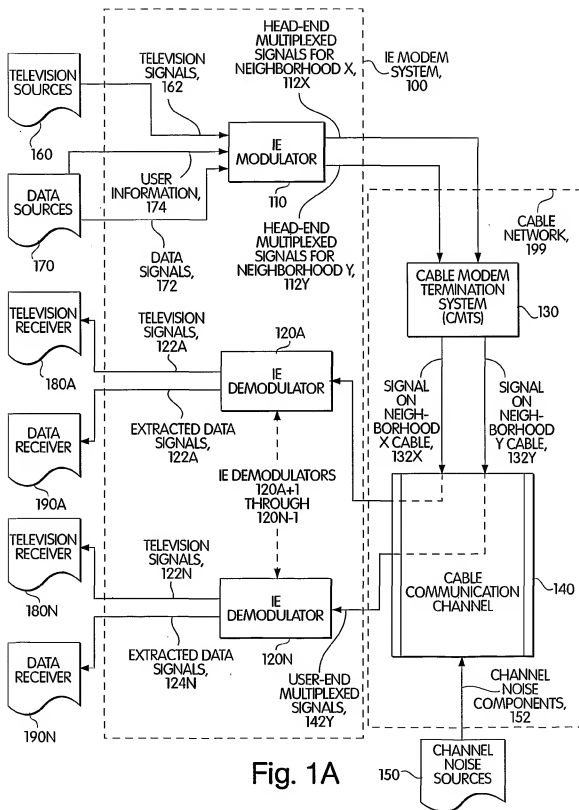 HEAD-END
MULTIPLEXED
SIGNALS FOR
NEIGHBORHOOD X,
112X
IE MODEM
SYSTEM, 100
TELEVISION
SIGNALS,
162
TELEVISION
SOURCES
160
IE
MODULATOR
110
USER
INFORMATION,
174
DATA
SOURCES
170
DATA
SIGNALS,
172
HEAD-END
MULTIPLEXED
SIGNALS FOR
NEIGHBORHOOD Y,
112Y
CABLE
NETWORK,
199
CABLE MODEM
TERMINATION
SYSTEM
(CMTS)
130
TELEVISION
RECEIVER
180A
TELEVISION
SIGNALS,
122A
120A
IE
DEMODULATOR
EXTRACTED DATA
SIGNALS,
122A
DATA
RECEIVER
190A
SIGNAL
ON
NEIGH-
BORHOOD
X CABLE,
132X
SIGNAL
ON
NEIGH-
BORHOOD
Y CABLE,
132Y
IE DEMODULATORS
120A+1
THROUGH
120N-1
TELEVISION
RECEIVER
180N
TELEVISION
SIGNALS,
122N
IE
DEMODULATOR
120N
CABLE
COMMUNICATION
CHANNEL
140
DATA
RECEIVER
190N
EXTRACTED DATA
SIGNALS,
124N
USER-END
MULTIPLEXED
SIGNALS,
142Y
CHANNEL
NOISE
COMPONENTS,
152
150
CHANNEL
NOISE
SOURCES
Fig. 1A